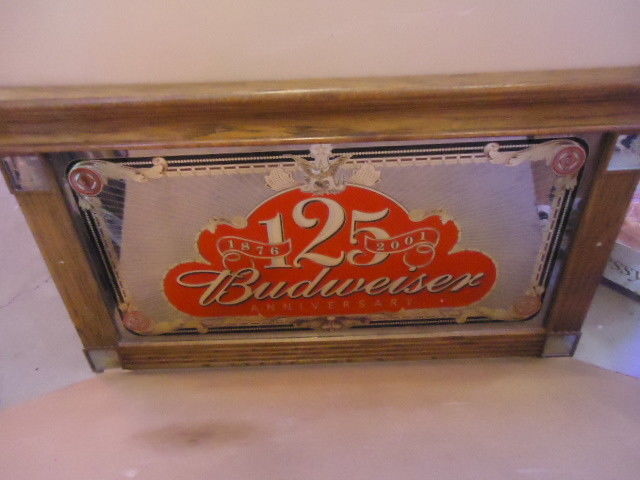 125
1876 2001
Budweiser
ANNIVERSARY